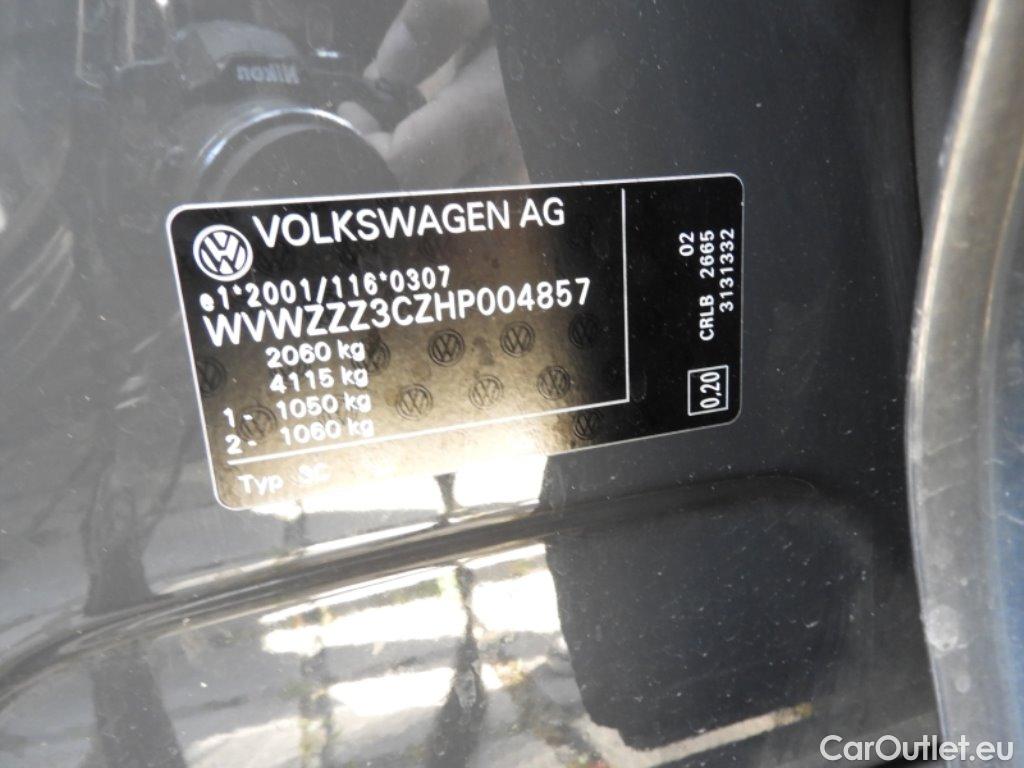 Nikon
VOLKSWAGEN AG
e1*2001/116*0307
WVWZZZ3CZHP004857
2060 kg
4115 kg
1 - 1050 kg
2 - 1060 kg
Typ 3C
02
CRLB 2665
3131332
0,20
CarOutlet.eu